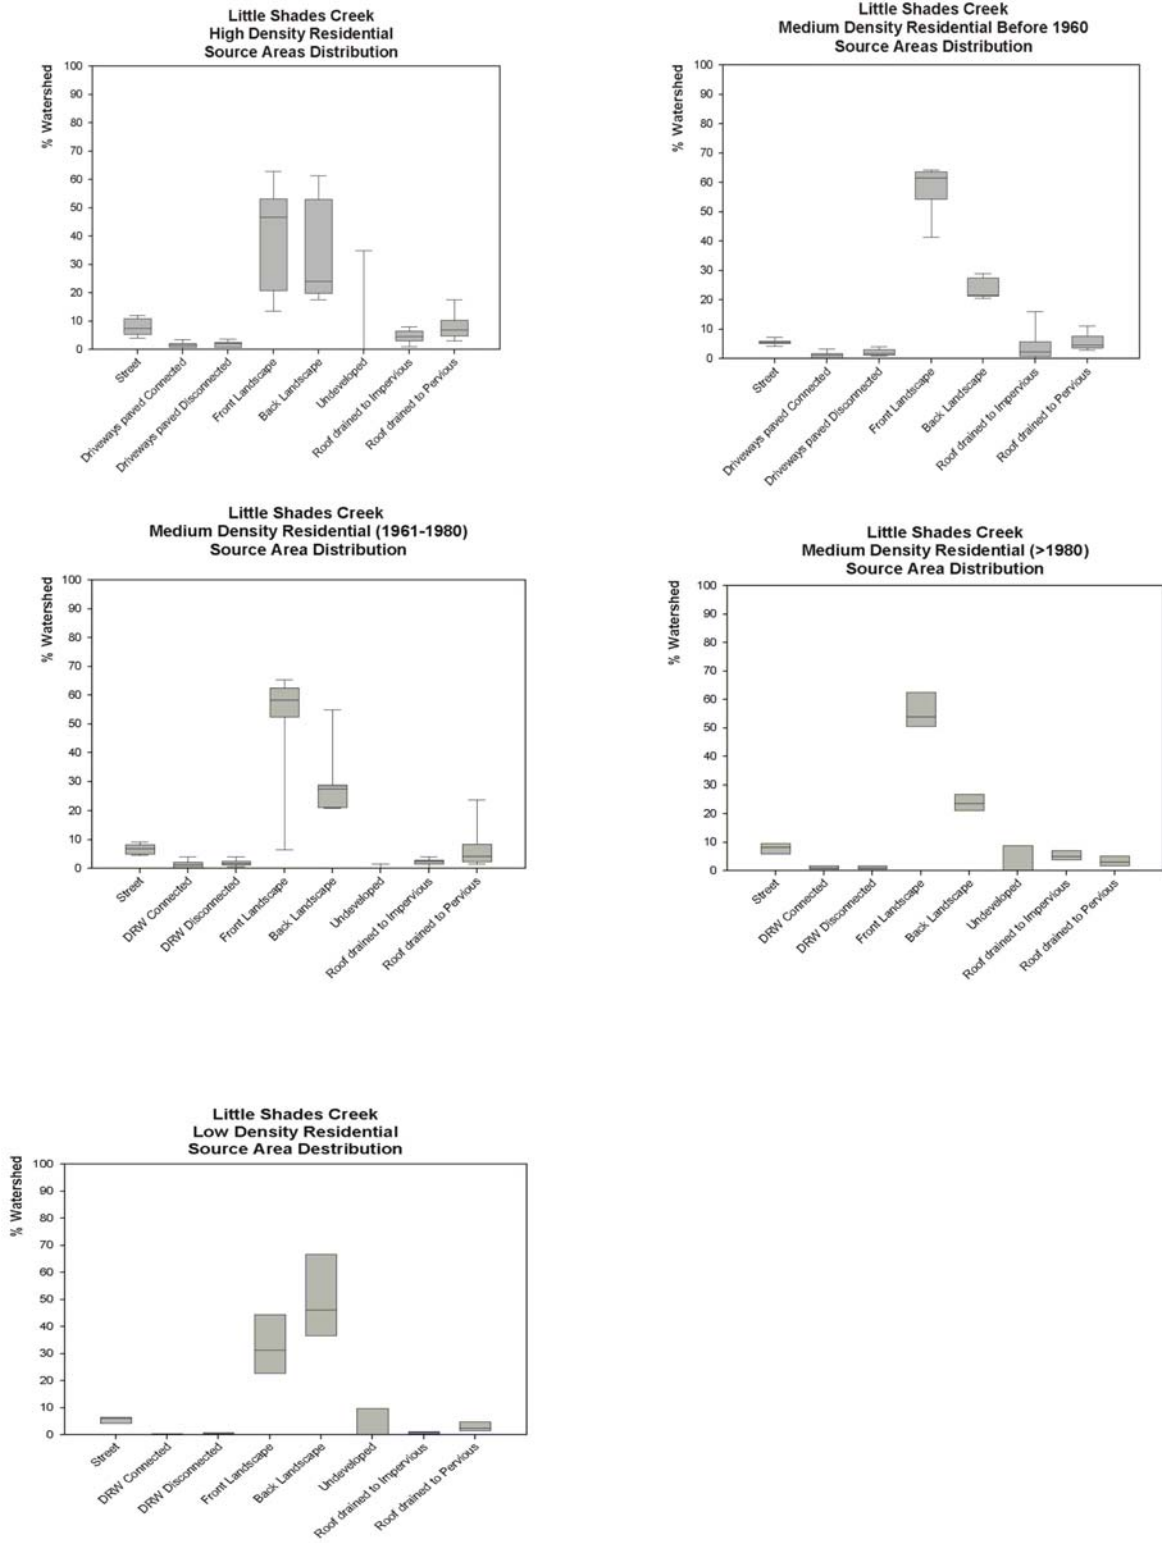 Little Shades Creek
High Density Residential
Source Areas Distribution
% Watershed
100
90
80
70
60
50
40
30
20
10
0
Street
Driveways paved Connected
Driveways paved Disconnected
Front Landscape
Back Landscape
Undeveloped
Roof drained to Impervious
Roof drained to Pervious
Little Shades Creek
Medium Density Residential Before 1960
Source Areas Distribution
% Watershed
100
90
80
70
60
50
40
30
20
10
0
Street
Driveways paved Connected
Driveways paved Disconnected
Front Landscape
Back Landscape
Roof drained to Impervious
Roof drained to Pervious
Little Shades Creek
Medium Density Residential (1961-1980)
Source Area Distribution
% Watershed
100
90
80
70
60
50
40
30
20
10
0
Street
DRW Connected
DRW Disconnected
Front Landscape
Back Landscape
Undeveloped
Roof drained to Impervious
Roof drained to Pervious
Little Shades Creek
Medium Density Residential (>1980)
Source Area Distribution
% Watershed
100
90
80
70
60
50
40
30
20
10
0
Street
DRW Connected
DRW Disconnected
Front Landscape
Back Landscape
Undeveloped
Roof drained to Impervious
Roof drained to Pervious
Little Shades Creek
Low Density Residential
Source Area Destribution
% Watershed
100
90
80
70
60
50
40
30
20
10
0
Street
DRW Connected
DRW Disconnected
Front Landscape
Back Landscape
Undeveloped
Roof drained to Impervious
Roof drained to Pervious